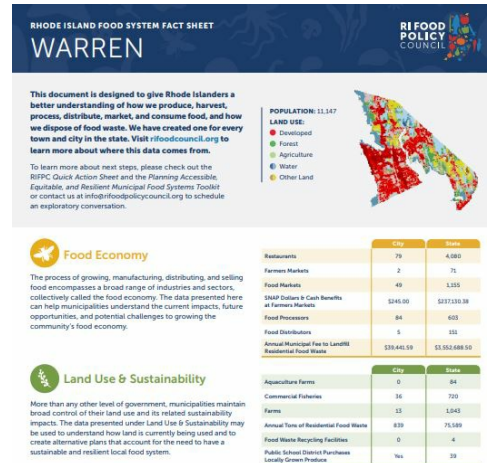 RHODE ISLAND FOOD SYSTEM FACT SHEET
WARREN
RI FOOD
POLICY
COUNCIL
This document is designed to give Rhode Islanders a
better understanding of how we produce, harvest,
process, distribute, market, and consume food, and how
we dispose of food waste. We have created one for every
town and city in the state. Visit rifoodcouncil.org to
learn more about where this data comes from.
To learn more about next steps, please check out the
RIFPC Quick Action Sheet and the Planning Accessible,
Equitable, and Resilient Municipal Food Systems Toolkit
or contact us at info@rifoodpolicycouncil.org to schedule
an exploratory conversation.
POPULATION: 11,147
LAND USE:
Developed
Forest
Agriculture
Water
Other Land
Food Economy
The process of growing, manufacturing, distributing, and selling
food encompasses a broad range of industries and sectors,
collectively called the food economy. The data presented here
can help municipalities understand the current impacts, future
opportunities, and potential challenges to growing the
community's food economy.
City State
Restaurants 79 4,080
Farmers Markets 2 71
Food Markets 49 1,155
SNAP Dollars & Cash Benefits
at Farmers Markets $245.00 $237,130.38
Food Processors 84 603
Food Distributors 5 151
Annual Municipal Fee to Landfill
Residential Food Waste $39,441.59 $3,552,688.50
Land Use & Sustainability
More than any other level of government, municipalities maintain
broad control of their land use and its related sustainability
impacts. The data presented under Land Use & Sustainability may
be used to understand how land is currently being used and to
create alternative plans that account for the need to have a
sustainable and resilient local food system.
City State
Aquaculture Farms 0 84
Commercial Fisheries 36 720
Farms 13 1,043
Annual Tons of Residential Food Waste 839 75,589
Food Waste Recycling Facilities 0 4
Public School District Purchases
Locally Grown Produce Yes 39